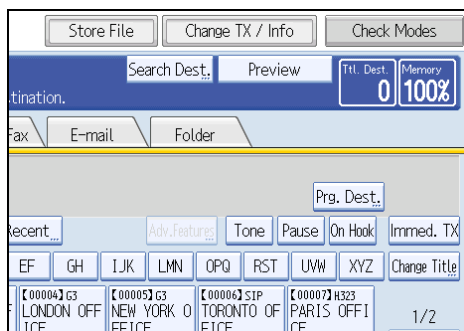 Store File Change TX / Info Check Modes
Search Dest. Preview Ttl. Dest. 0 Memory 100%
tination.
Fax E-mail Folder
Prg. Dest.
Recent Adv.Features Tone Pause On Hook Immed. TX
EF GH IJK LMN OPQ RST UVW XYZ Change Title
【00004】G3 【00005】G3 【00006】SIP 【00007】H323
LONDON OFF NEW YORK O TORONTO OF PARIS OFFI
ICE FFICE FICE CE 1/2